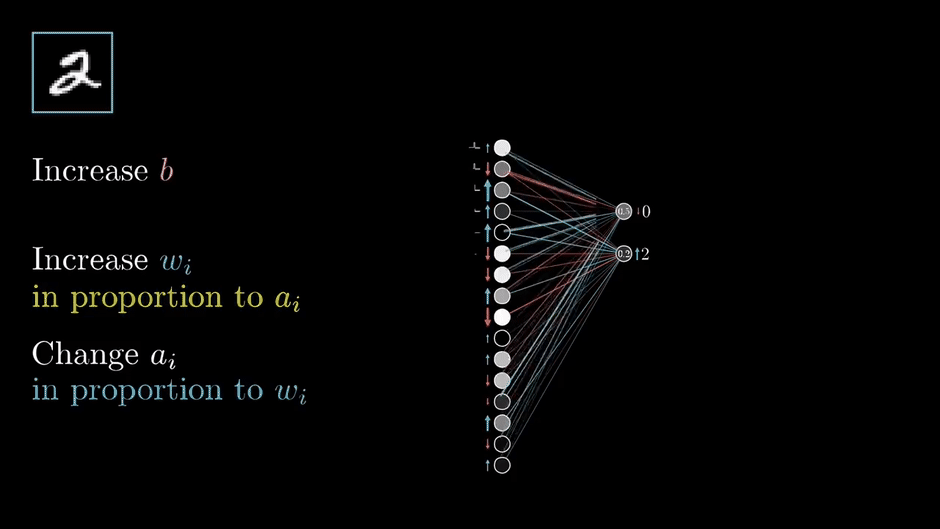 2
Increase b
Increase wᵢ
in proportion to aᵢ
Change aᵢ
in proportion to wᵢ
0.5 0
0.2 2